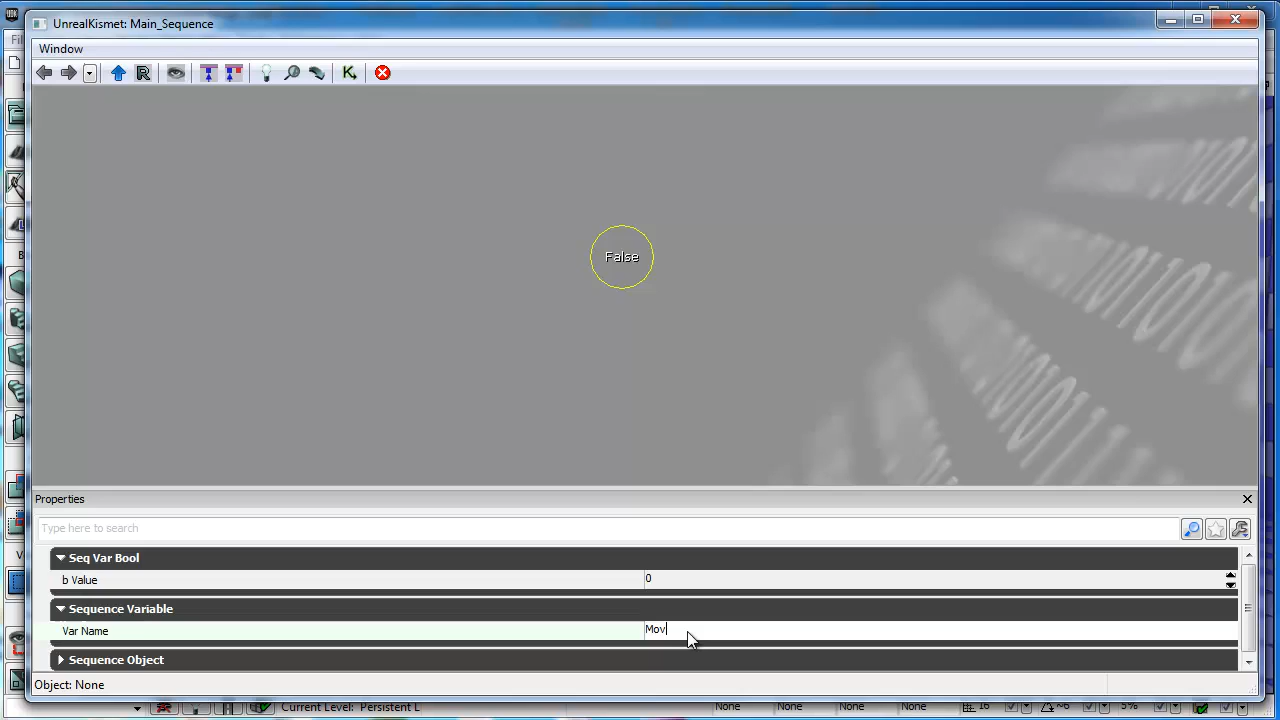 UnrealKismet: Main_Sequence
Window
False
Properties
Type here to search
Seq Var Bool
b Value 0
Sequence Variable
Var Name Mov
Sequence Object
Object: None
Current Level: Persistent L None None None None 16 6 5%